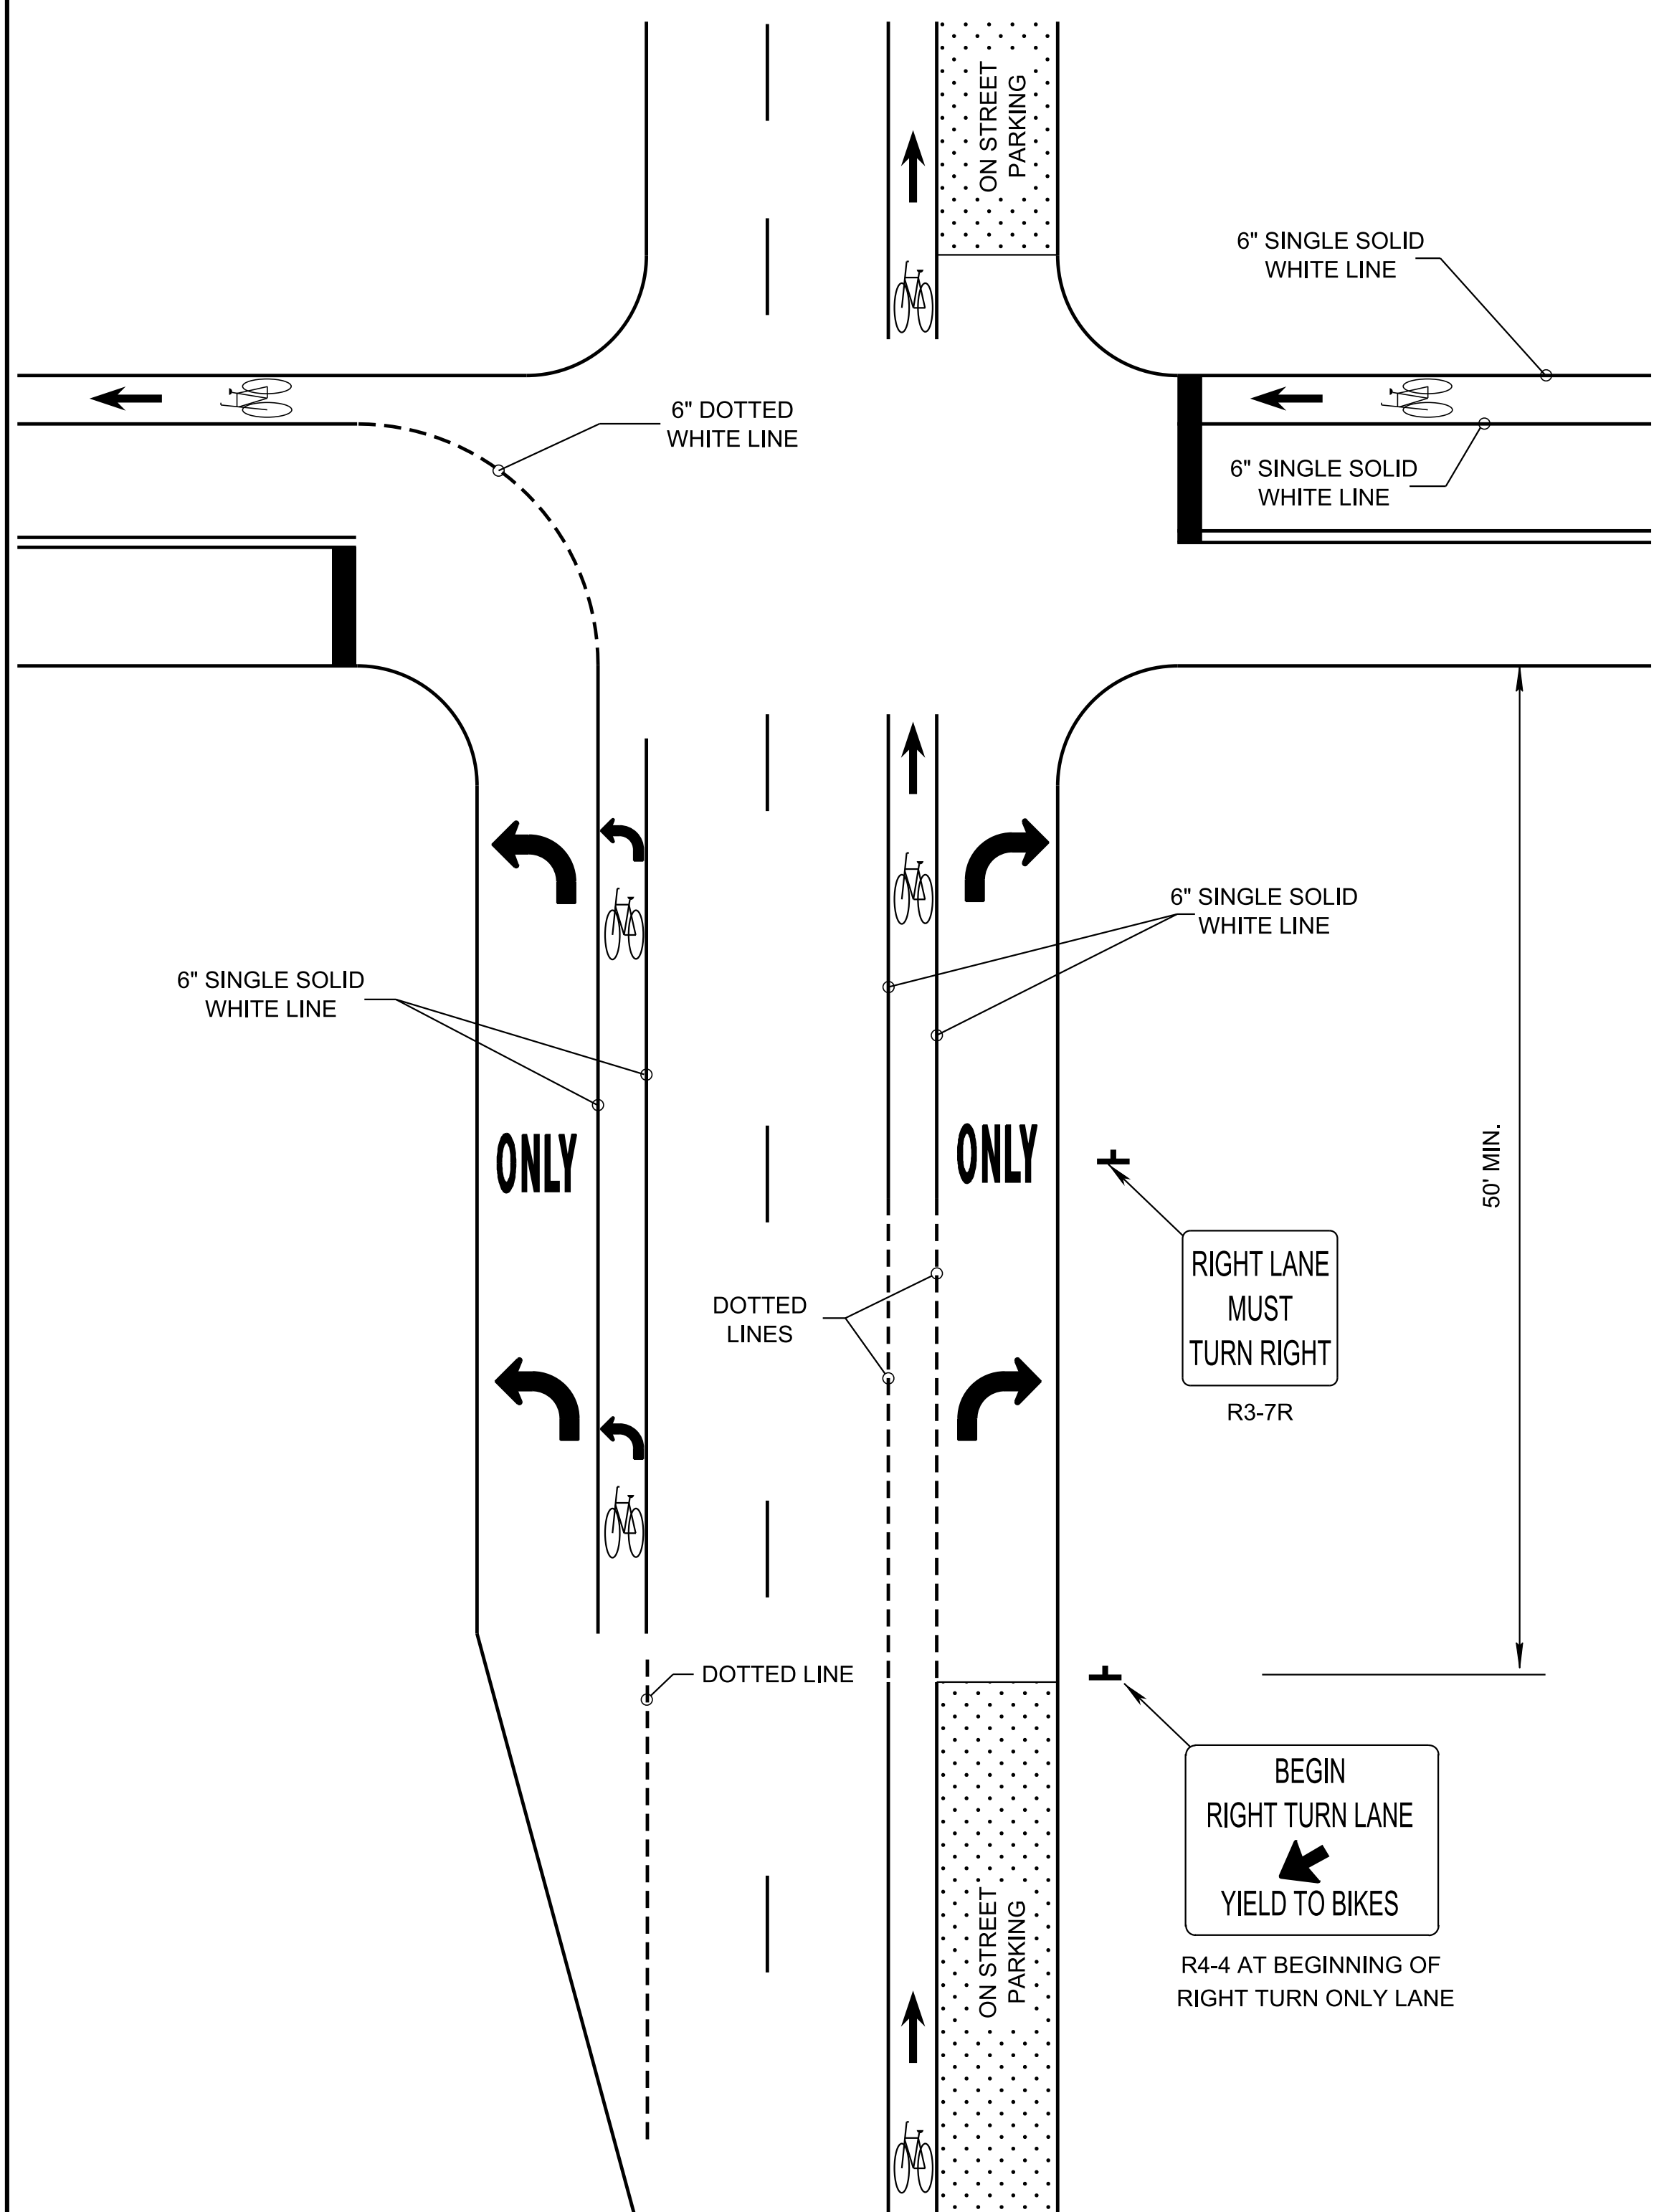 ON STREET
PARKING
6" SINGLE SOLID
WHITE LINE
6" DOTTED
WHITE LINE
6" SINGLE SOLID
WHITE LINE
6" SINGLE SOLID
WHITE LINE
6" SINGLE SOLID
WHITE LINE
ONLY
ONLY
50' MIN.
RIGHT LANE
MUST
TURN RIGHT
R3-7R
DOTTED
LINES
DOTTED LINE
BEGIN
RIGHT TURN LANE
YIELD TO BIKES
R4-4 AT BEGINNING OF
RIGHT TURN ONLY LANE
ON STREET
PARKING